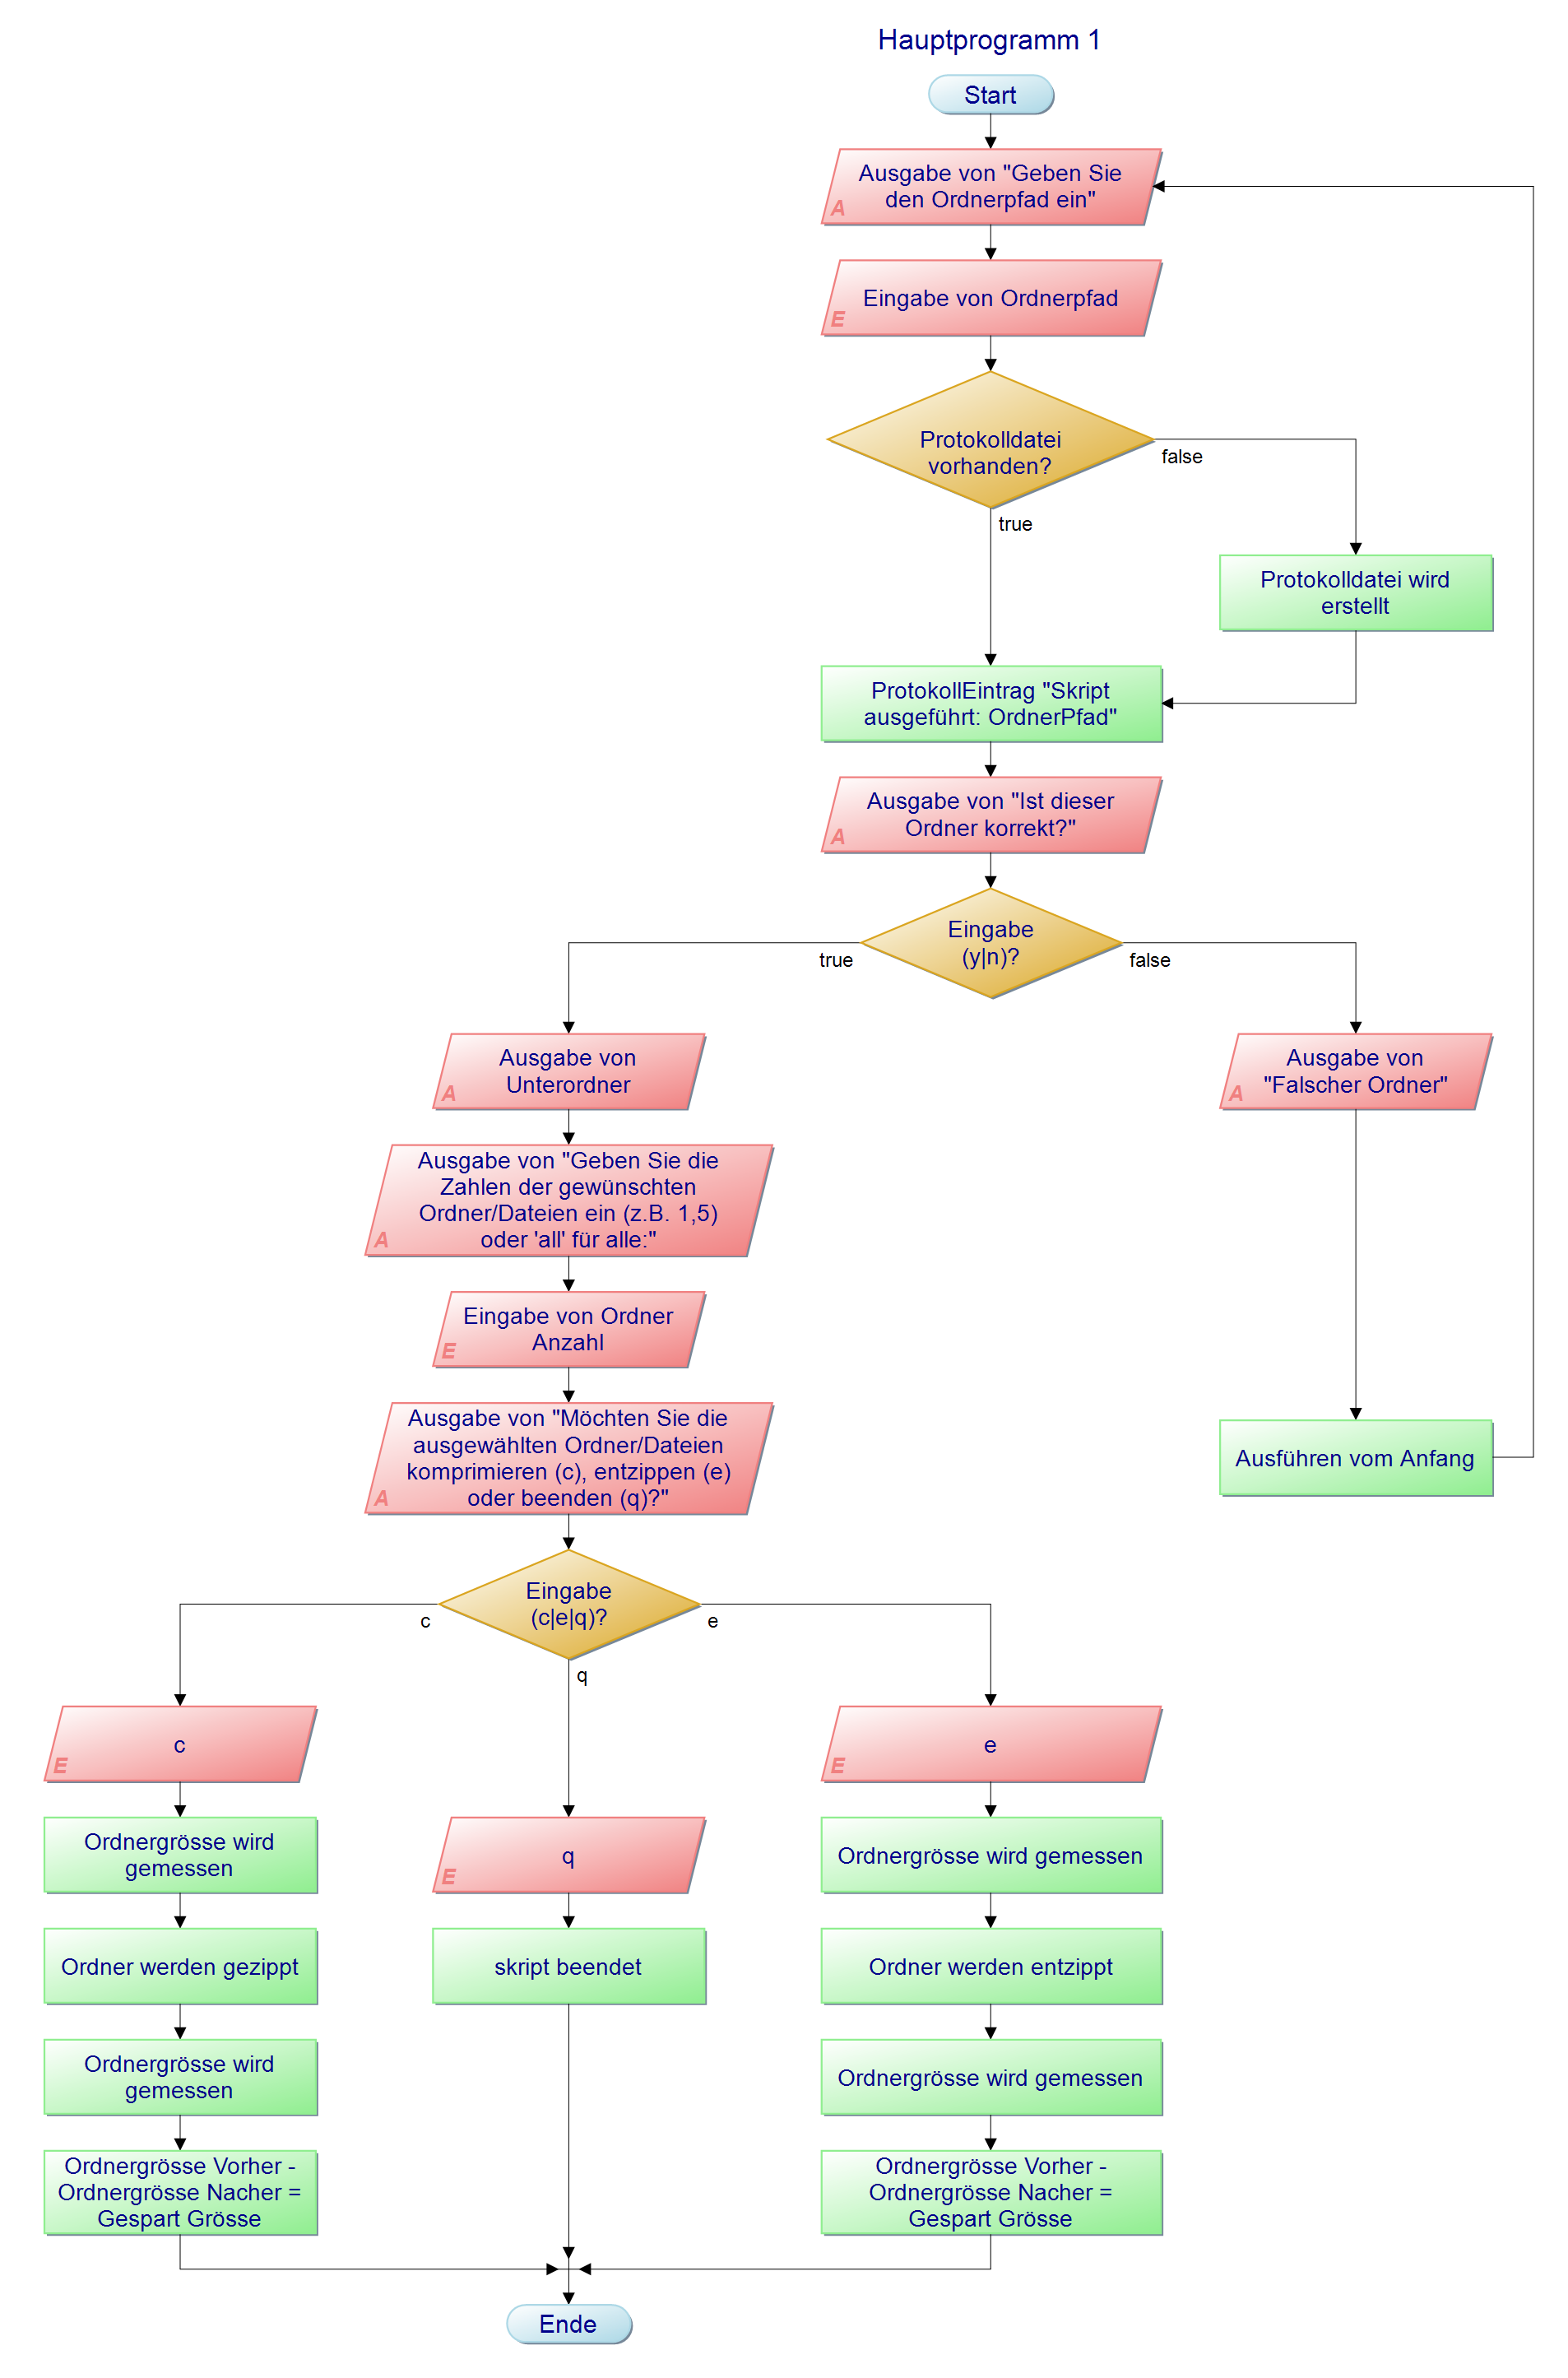 Hauptprogramm 1
Start
Ausgabe von "Geben Sie
den Ordnerpfad ein"
A
Eingabe von Ordnerpfad
E
Protokolldatei
vorhanden?
false
true
Protokolldatei wird
erstellt
ProtokollEintrag "Skript
ausgeführt: OrdnerPfad"
Ausgabe von "Ist dieser
Ordner korrekt?"
A
Eingabe
(y|n)?
true
false
Ausgabe von
Unterordner
A
Ausgabe von
"Falscher Ordner"
A
Ausgabe von "Geben Sie die
Zahlen der gewünschten
Ordner/Dateien ein (z.B. 1,5)
oder 'all' für alle:"
A
Eingabe von Ordner
Anzahl
E
Ausgabe von "Möchten Sie die
ausgewählten Ordner/Dateien
komprimieren (c), entzippen (e)
oder beenden (q)?"
A
Ausführen vom Anfang
Eingabe
(c|e|q)?
c
e
q
c
E
e
E
Ordnergrösse wird
gemessen
q
E
Ordnergrösse wird gemessen
Ordner werden gezippt
skript beendet
Ordner werden entzippt
Ordnergrösse wird
gemessen
Ordnergrösse wird gemessen
Ordnergrösse Vorher -
Ordnergrösse Nacher =
Gespart Grösse
Ordnergrösse Vorher -
Ordnergrösse Nacher =
Gespart Grösse
Ende